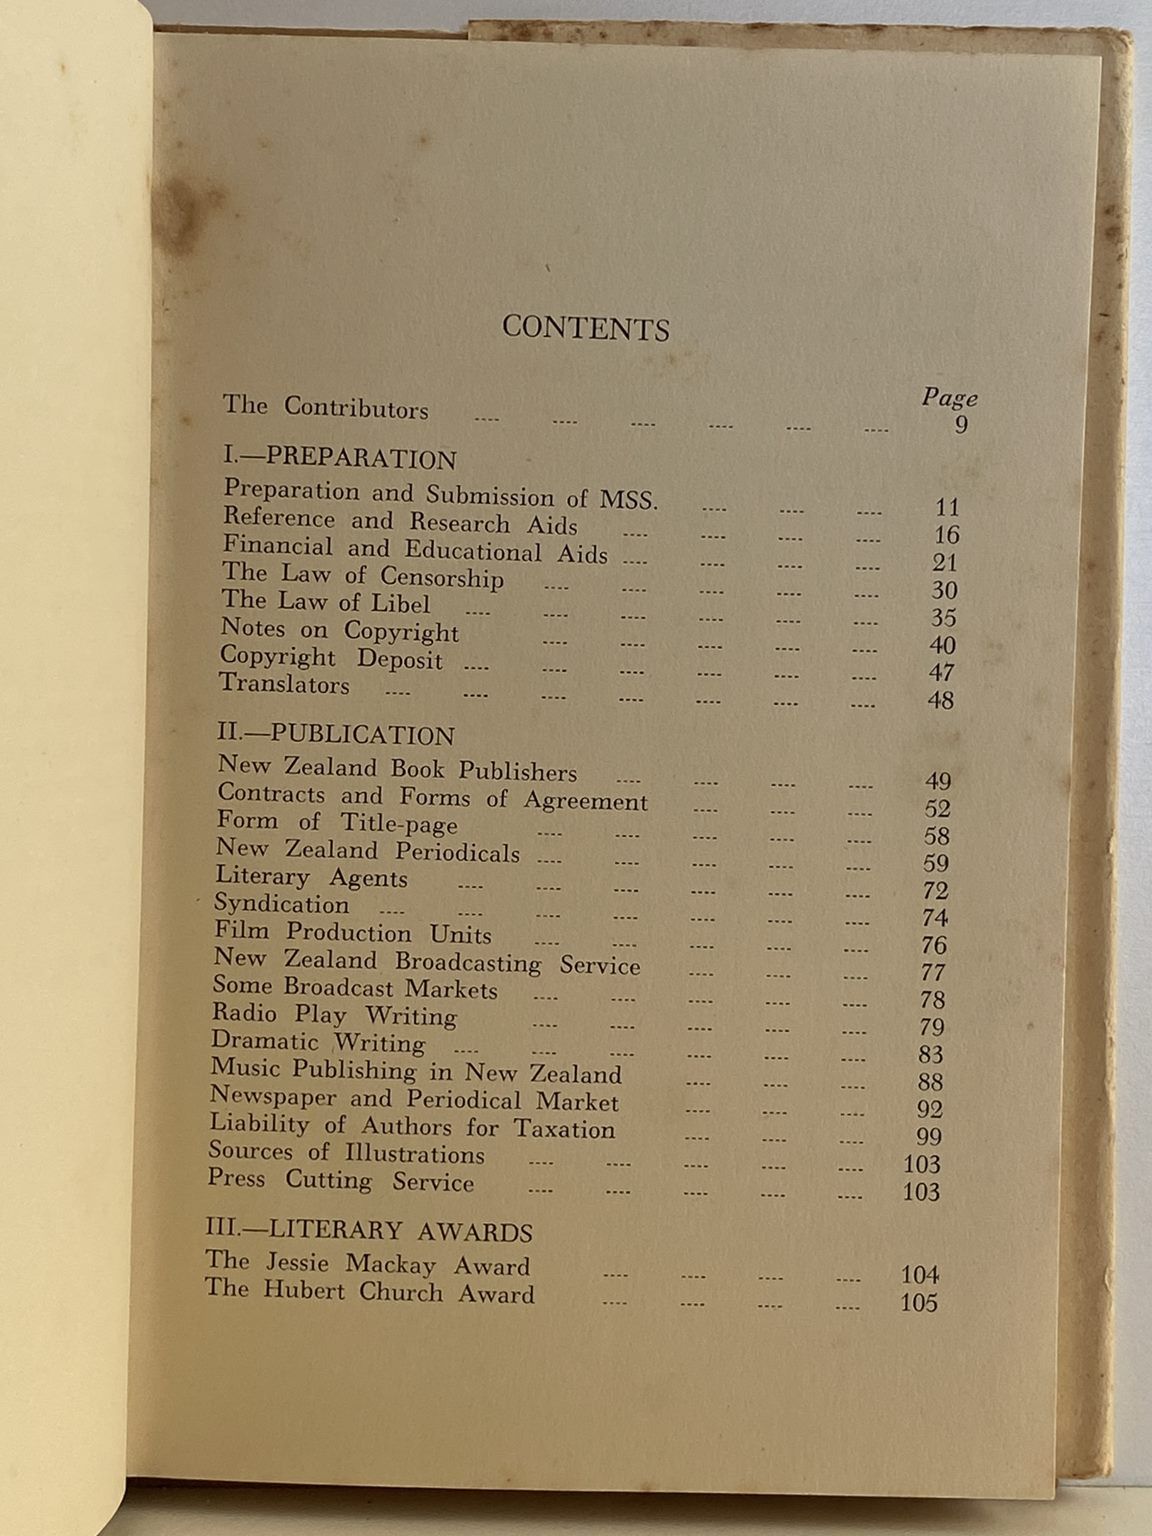 CONTENTS
Page
The Contributors .... .... .... .... .... .... 9
I.—PREPARATION
Preparation and Submission of MSS. .... .... .... 11
Reference and Research Aids .... .... .... .... 16
Financial and Educational Aids .... .... .... .... 21
The Law of Censorship .... .... .... .... .... 30
The Law of Libel .... .... .... .... .... .... 35
Notes on Copyright .... .... .... .... .... 40
Copyright Deposit .... .... .... .... .... .... 47
Translators .... .... .... .... .... .... .... 48
II.—PUBLICATION
New Zealand Book Publishers .... .... .... .... 49
Contracts and Forms of Agreement .... .... .... 52
Form of Title-page .... .... .... .... .... 58
New Zealand Periodicals .... .... .... .... .... 59
Literary Agents .... .... .... .... .... .... 72
Syndication .... .... .... .... .... .... .... 74
Film Production Units .... .... .... .... .... 76
New Zealand Broadcasting Service .... .... .... 77
Some Broadcast Markets .... .... .... .... .... 78
Radio Play Writing .... .... .... .... .... 79
Dramatic Writing .... .... .... .... .... .... 83
Music Publishing in New Zealand .... .... .... 88
Newspaper and Periodical Market .... .... .... 92
Liability of Authors for Taxation .... .... .... 99
Sources of Illustrations .... .... .... .... .... 103
Press Cutting Service .... .... .... .... .... 103
III.—LITERARY AWARDS
The Jessie Mackay Award .... .... .... .... 104
The Hubert Church Award .... .... .... .... 105